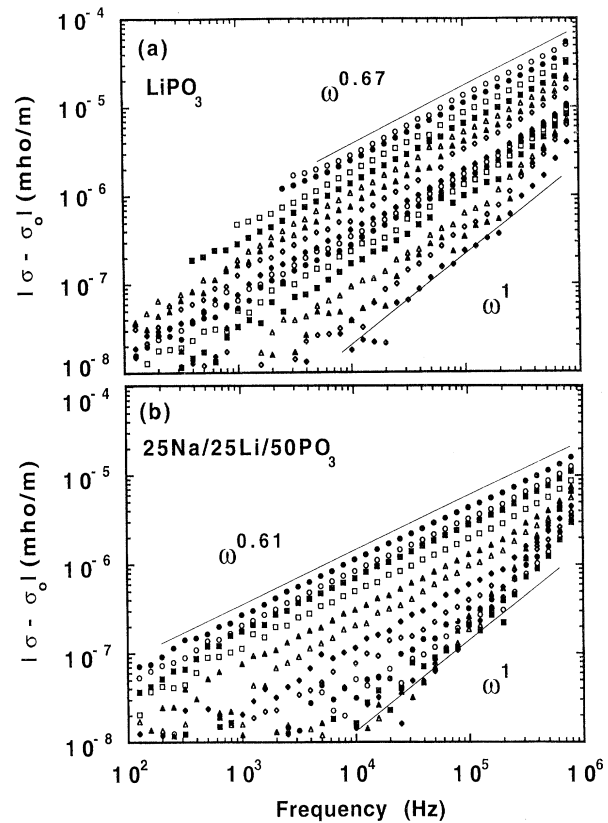 (a)
LiPO3
ω0.67
ω1
| σ - σo| (mho/m)
10-4
10-5
10-6
10-7
10-8
(b)
25Na/25Li/50PO3
ω0.61
ω1
| σ - σo| (mho/m)
10-4
10-5
10-6
10-7
10-8
102 103 104 105 106
Frequency (Hz)